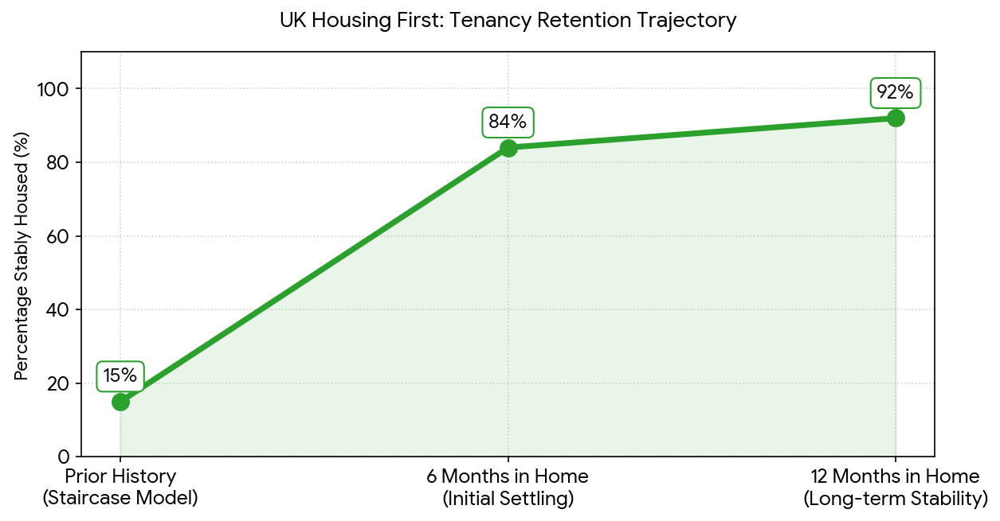 UK Housing First: Tenancy Retention Trajectory
Percentage Stably Housed (%)
100
80
60
40
20
0
15%
84%
92%
Prior History
(Staircase Model)
6 Months in Home
(Initial Settling)
12 Months in Home
(Long-term Stability)